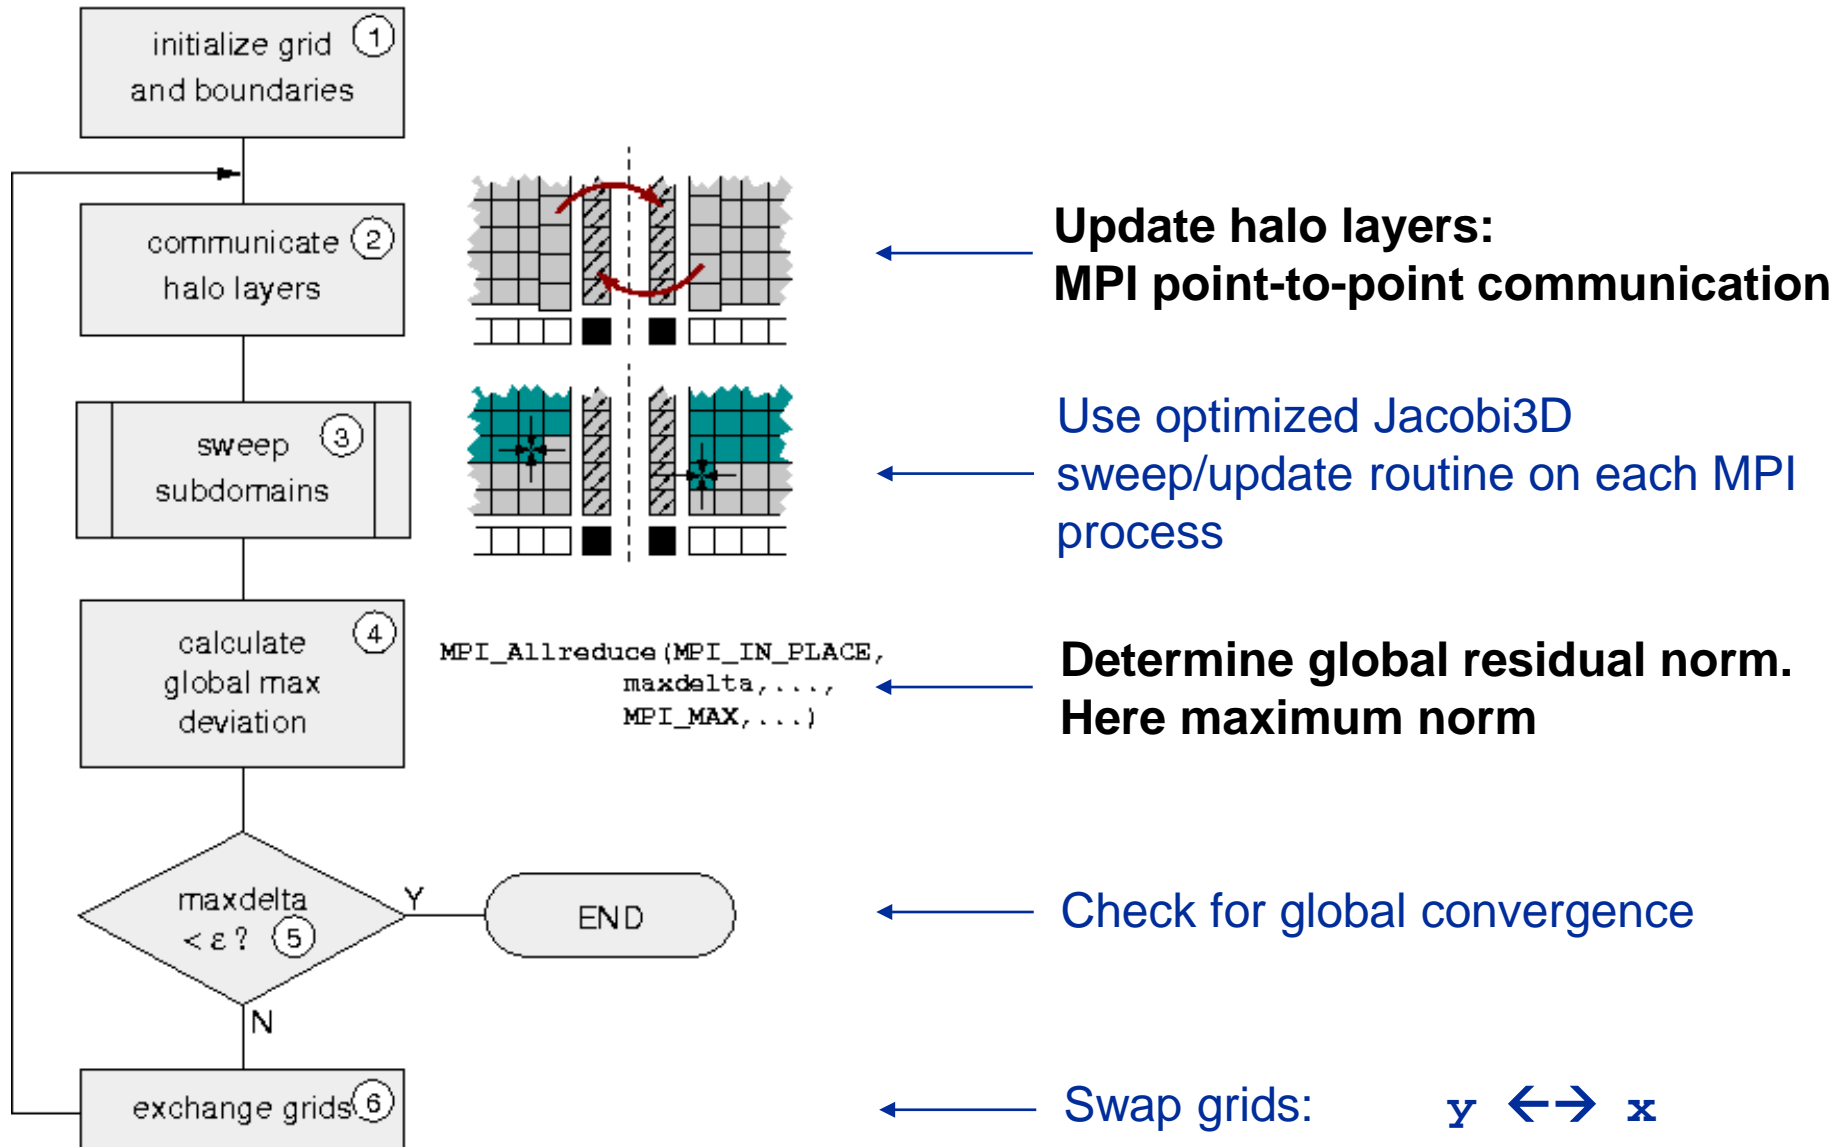 initialize grid 1
and boundaries
communicate 2
halo layers
Update halo layers:
MPI point-to-point communication
sweep 3
subdomains
Use optimized Jacobi3D
sweep/update routine on each MPI
process
calculate 4
global max
deviation
MPI_Allreduce(MPI_IN_PLACE,
maxdelta,...,
MPI_MAX,...)
Determine global residual norm.
Here maximum norm
maxdelta
< ε ? 5
Y
END
Check for global convergence
N
exchange grids 6
Swap grids: y ←→ x